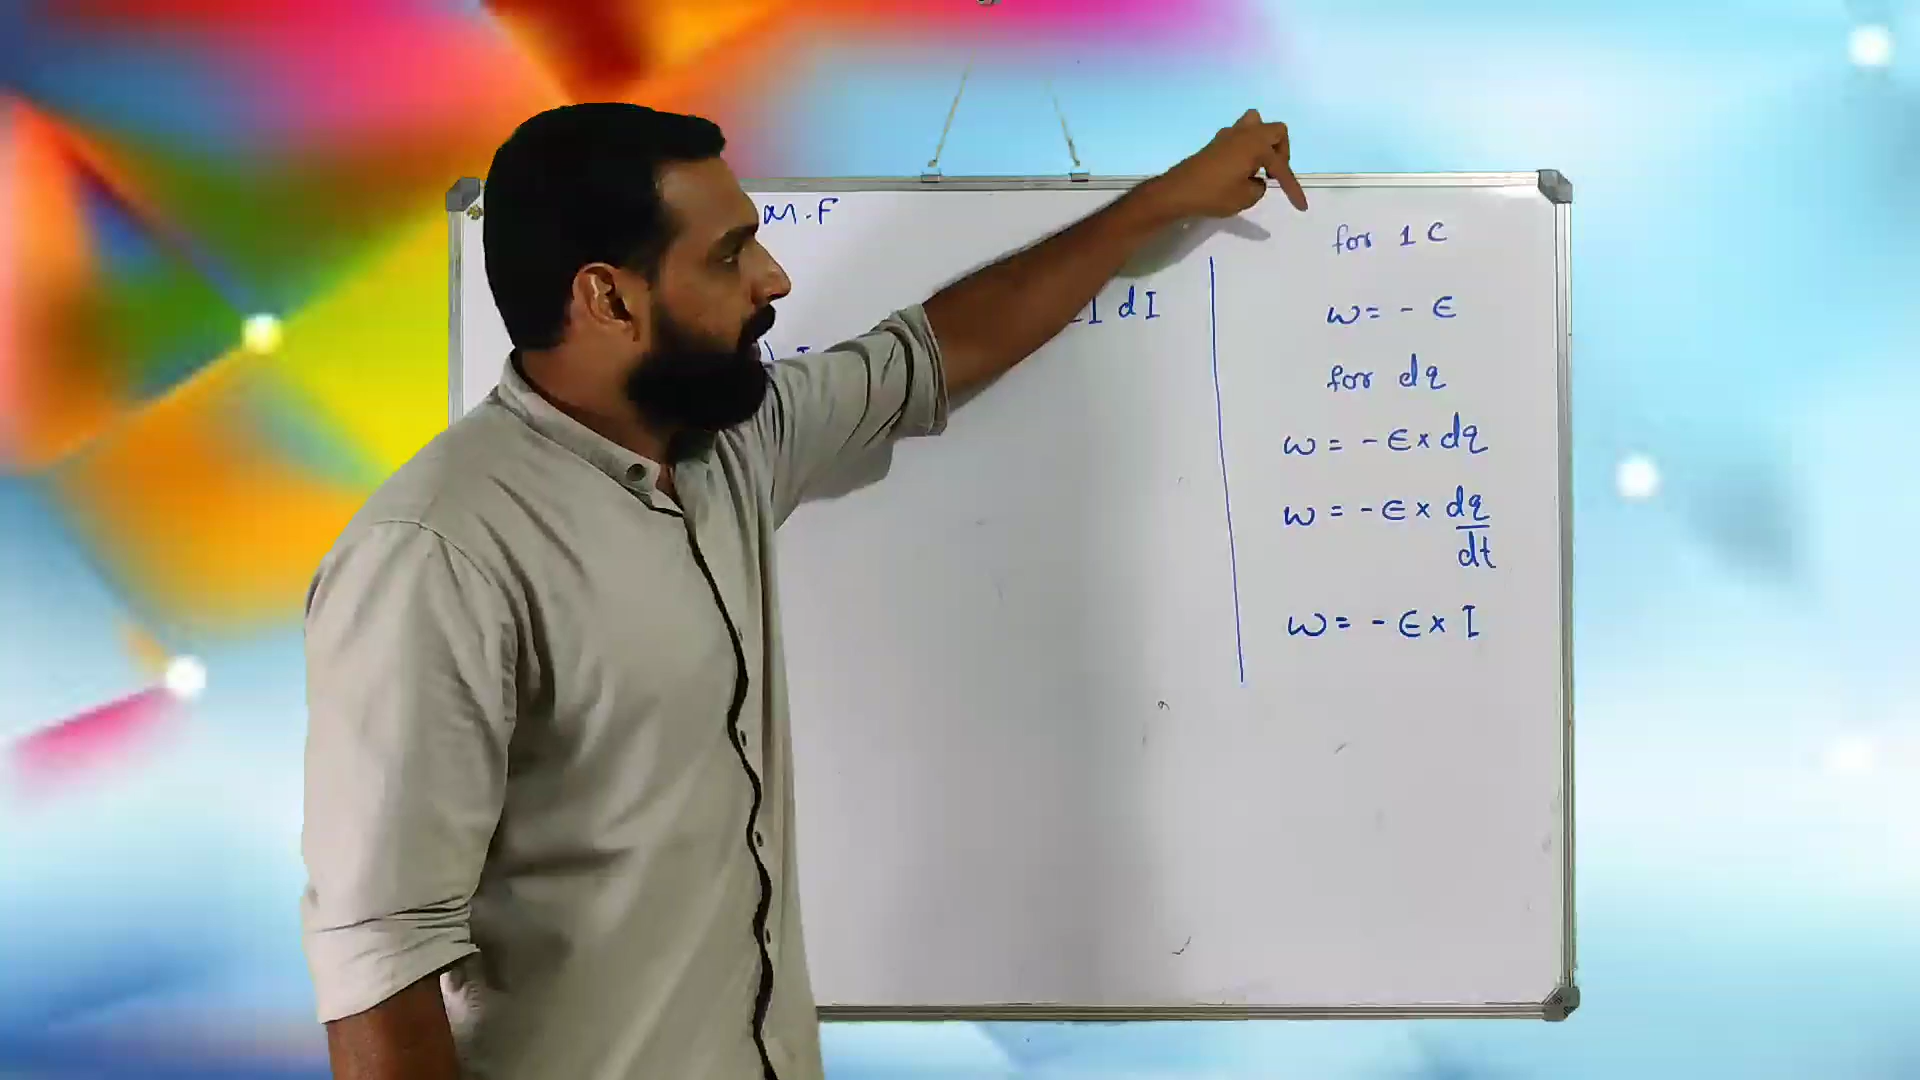 M.F
I dI
for 1 C
w = - ϵ
for dq
w = - ϵ x dq
w = - ϵ x dq/dt
w = - ϵ x I